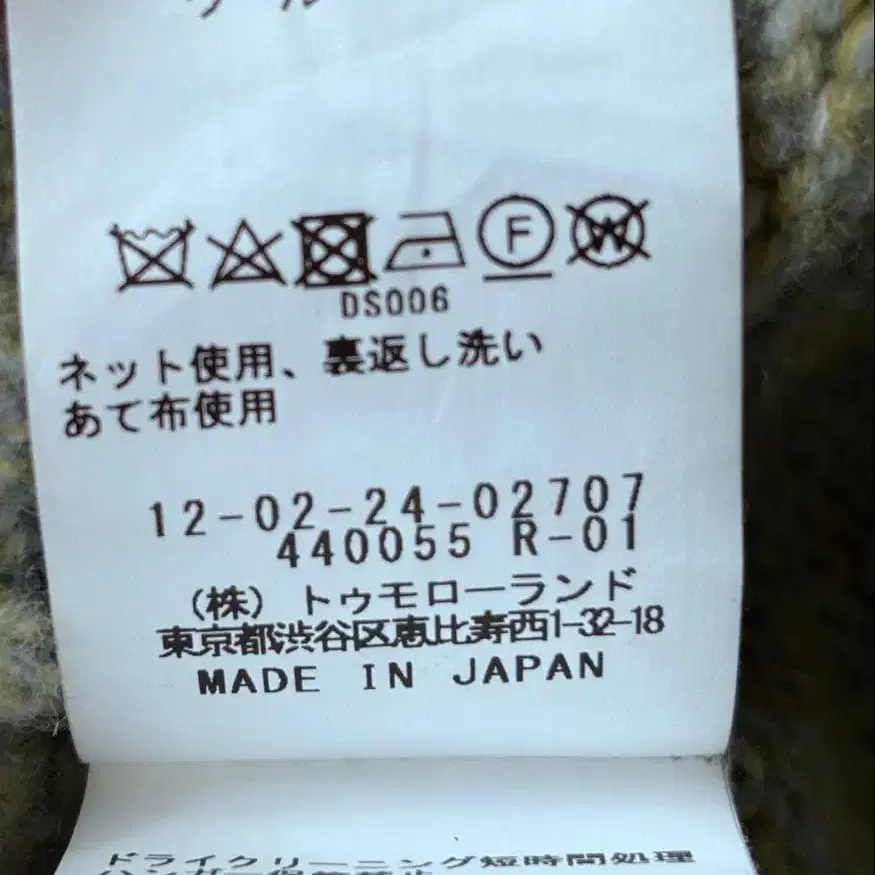 ウール
F W
DS006
ネット使用、裏返し洗い
あて布使用
12-02-24-02707
440055 R-01
（株）トゥモローランド
東京都渋谷区恵比寿西1-32-18
MADE IN JAPAN
ドライクリーニング短時間処理